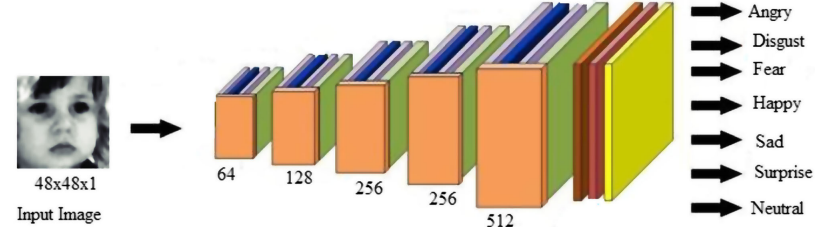 48x48x1
Input Image
64
128
256
256
512
Angry
Disgust
Fear
Happy
Sad
Surprise
Neutral